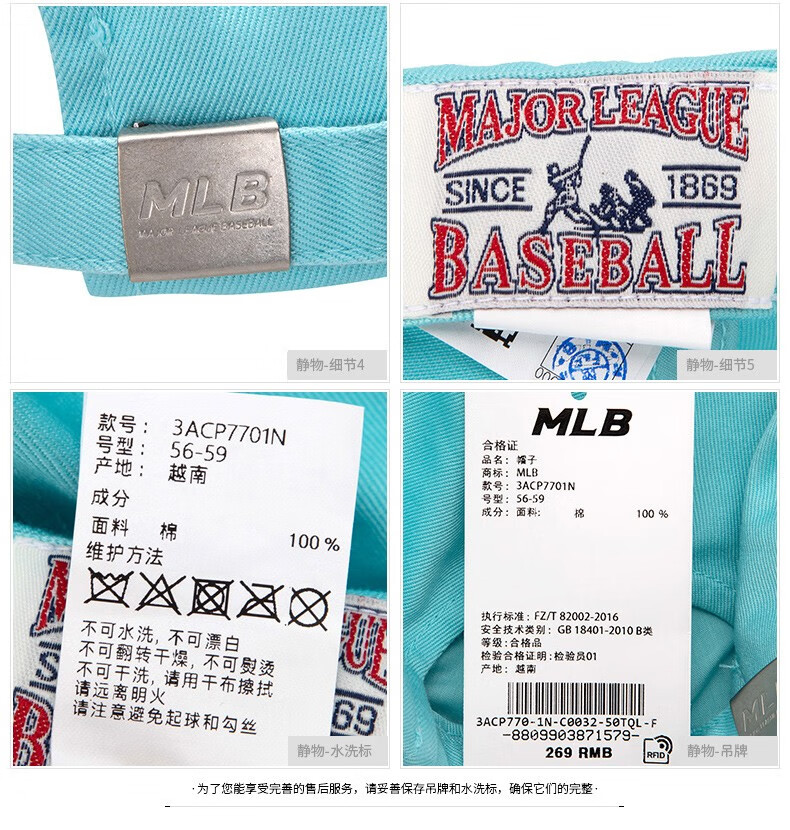 MLB
MAJOR LEAGUE BASEBALL
静物-细节4
MAJOR LEAGUE
SINCE 1869
BASEBALL
静物-细节5
款号： 3ACP7701N
号型： 56-59
产地： 越南
成分
面料 棉 100 %
维护方法
不可水洗，不可漂白
不可翻转干燥，不可熨烫
不可干洗，请用干布擦拭
请远离明火
请注意避免起球和勾丝
69
静物-水洗标
MLB
合格证
品名：帽子
商标：MLB
款号：3ACP7701N
号型：56-59
成分：面料： 棉 100 %
执行标准：FZ/T 82002-2016
安全技术类别：GB 18401-2010 B类
等级：合格品
检验合格证明：检验员01
产地：越南
3ACP770-1N-C0032-50TQL-F
-8809903871579-
269 RMB
RFID
静物-吊牌
·为了您能享受完善的售后服务，请妥善保存吊牌和水洗标，确保它们的完整·